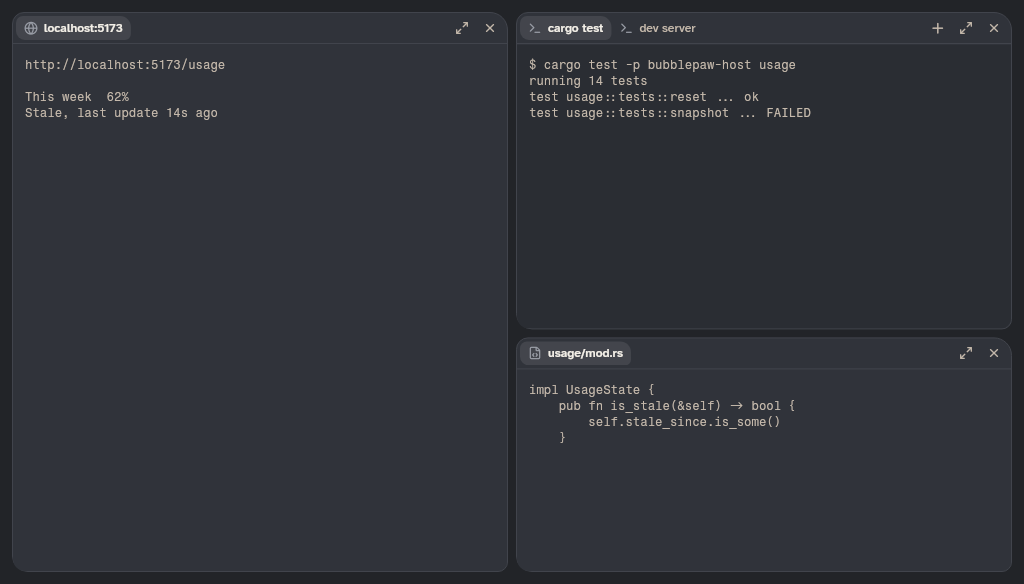 localhost:5173
http://localhost:5173/usage
This week  62%
Stale, last update 14s ago
cargo test
dev server
$ cargo test -p bubblepaw-host usage
running 14 tests
test usage::tests::reset ... ok
test usage::tests::snapshot ... FAILED
usage/mod.rs
impl UsageState {
    pub fn is_stale(&self) -> bool {
        self.stale_since.is_some()
    }